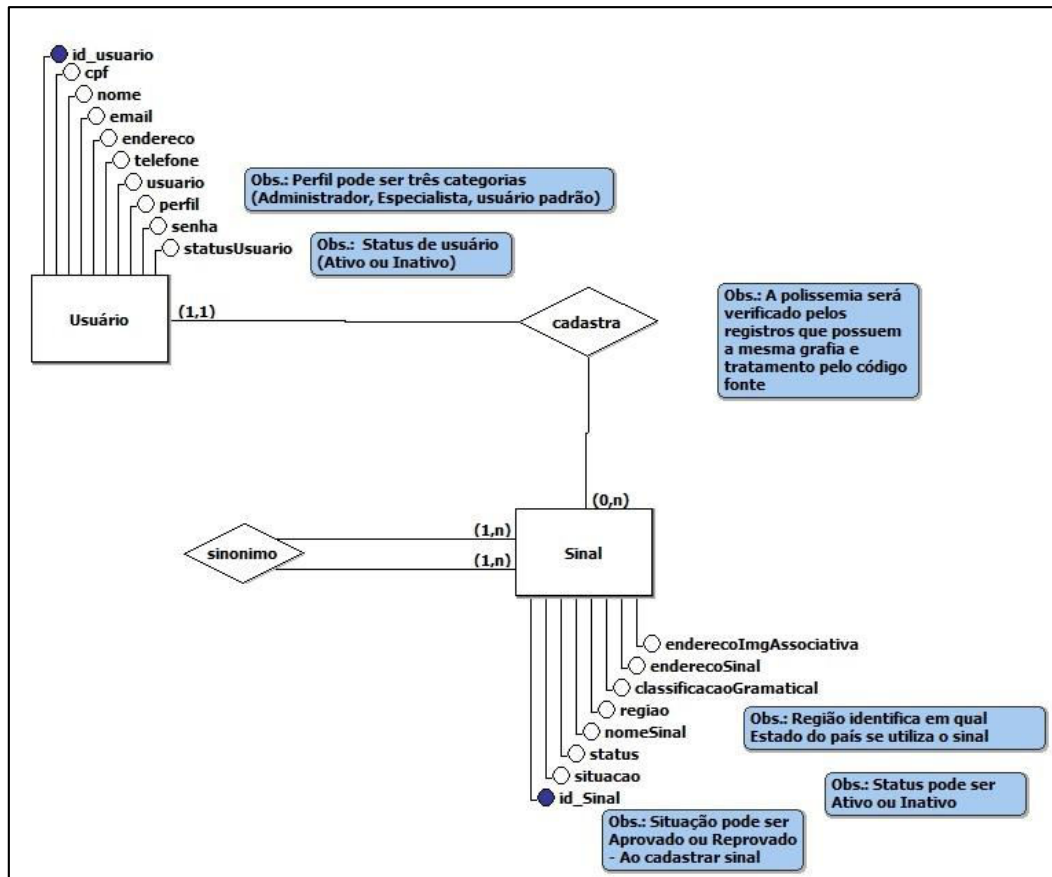 id_usuario
cpf
nome
email
endereco
telefone
usuario
perfil
senha
statusUsuario
Obs.: Perfil pode ser três categorias
(Administrador, Especialista, usuário padrão)
Obs.: Status de usuário
(Ativo ou Inativo)
Usuário
(1,1)
cadastra
Obs.: A polissemia será
verificado pelos
registros que possuem
a mesma grafia e
tratamento pelo código
fonte
(0,n)
sinonimo
(1,n)
(1,n)
Sinal
enderecoImgAssociativa
enderecoSinal
classificacaoGramatical
regiao
nomeSinal
status
situacao
id_Sinal
Obs.: Região identifica em qual
Estado do país se utiliza o sinal
Obs.: Status pode ser
Ativo ou Inativo
Obs.: Situação pode ser
Aprovado ou Reprovado
- Ao cadastrar sinal